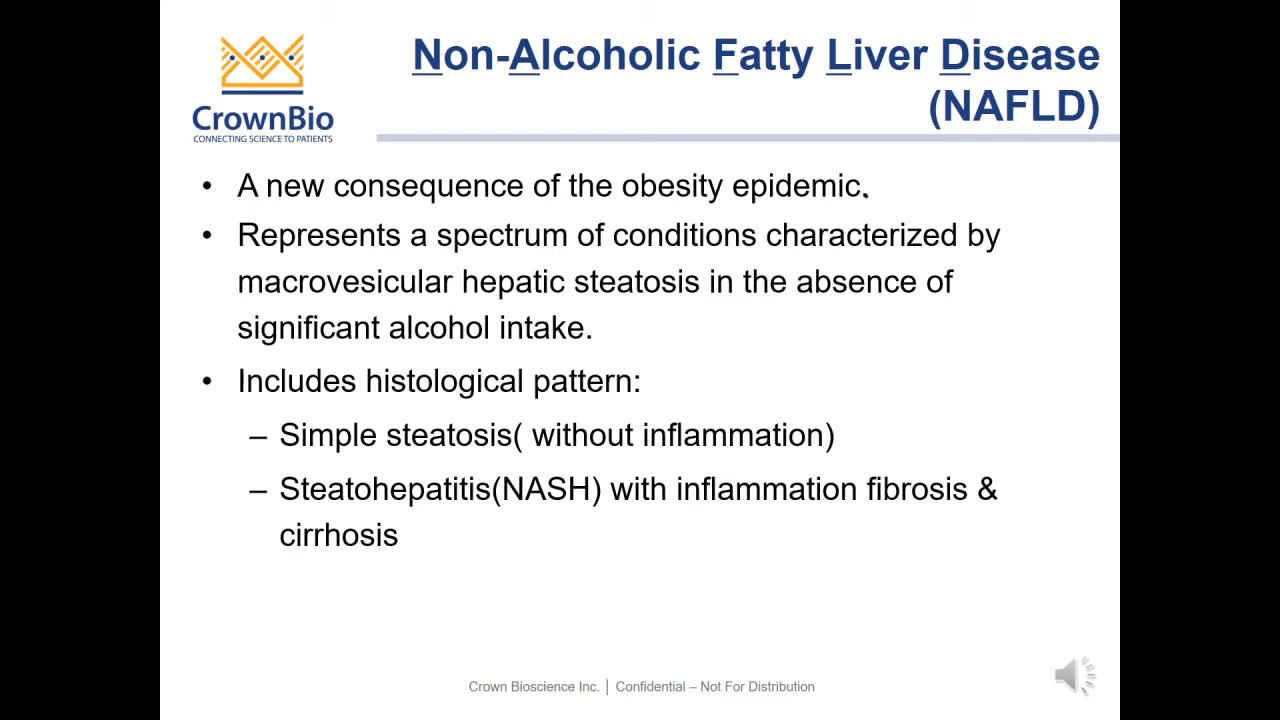 Non-Alcoholic Fatty Liver Disease
(NAFLD)
CrownBio
CONNECTING SCIENCE TO PATIENTS
• A new consequence of the obesity epidemic.
• Represents a spectrum of conditions characterized by
macrovesicular hepatic steatosis in the absence of
significant alcohol intake.
• Includes histological pattern:
– Simple steatosis( without inflammation)
– Steatohepatitis(NASH) with inflammation fibrosis &
cirrhosis
Crown Bioscience Inc. | Confidential – Not For Distribution